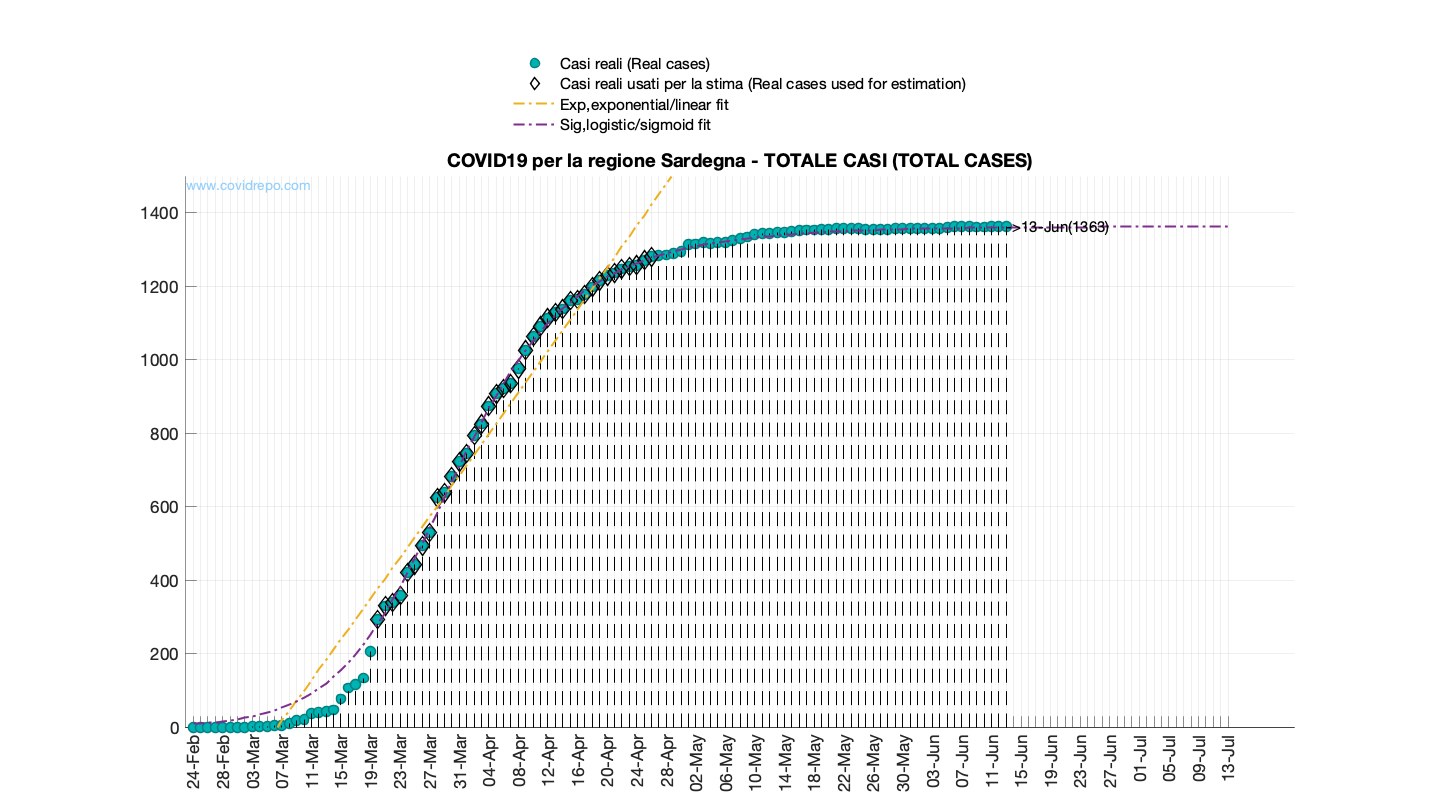 Casi reali (Real cases)
Casi reali usati per la stima (Real cases used for estimation)
Exp,exponential/linear fit
Sig,logistic/sigmoid fit
COVID19 per la regione Sardegna - TOTALE CASI (TOTAL CASES)
www.covidrepo.com
1400
1200
1000
800
600
400
200
0
->13-Jun(1363)
24-Feb
28-Feb
03-Mar
07-Mar
11-Mar
15-Mar
19-Mar
23-Mar
27-Mar
31-Mar
04-Apr
08-Apr
12-Apr
16-Apr
20-Apr
24-Apr
28-Apr
02-May
06-May
10-May
14-May
18-May
22-May
26-May
30-May
03-Jun
07-Jun
11-Jun
15-Jun
19-Jun
23-Jun
27-Jun
01-Jul
05-Jul
09-Jul
13-Jul